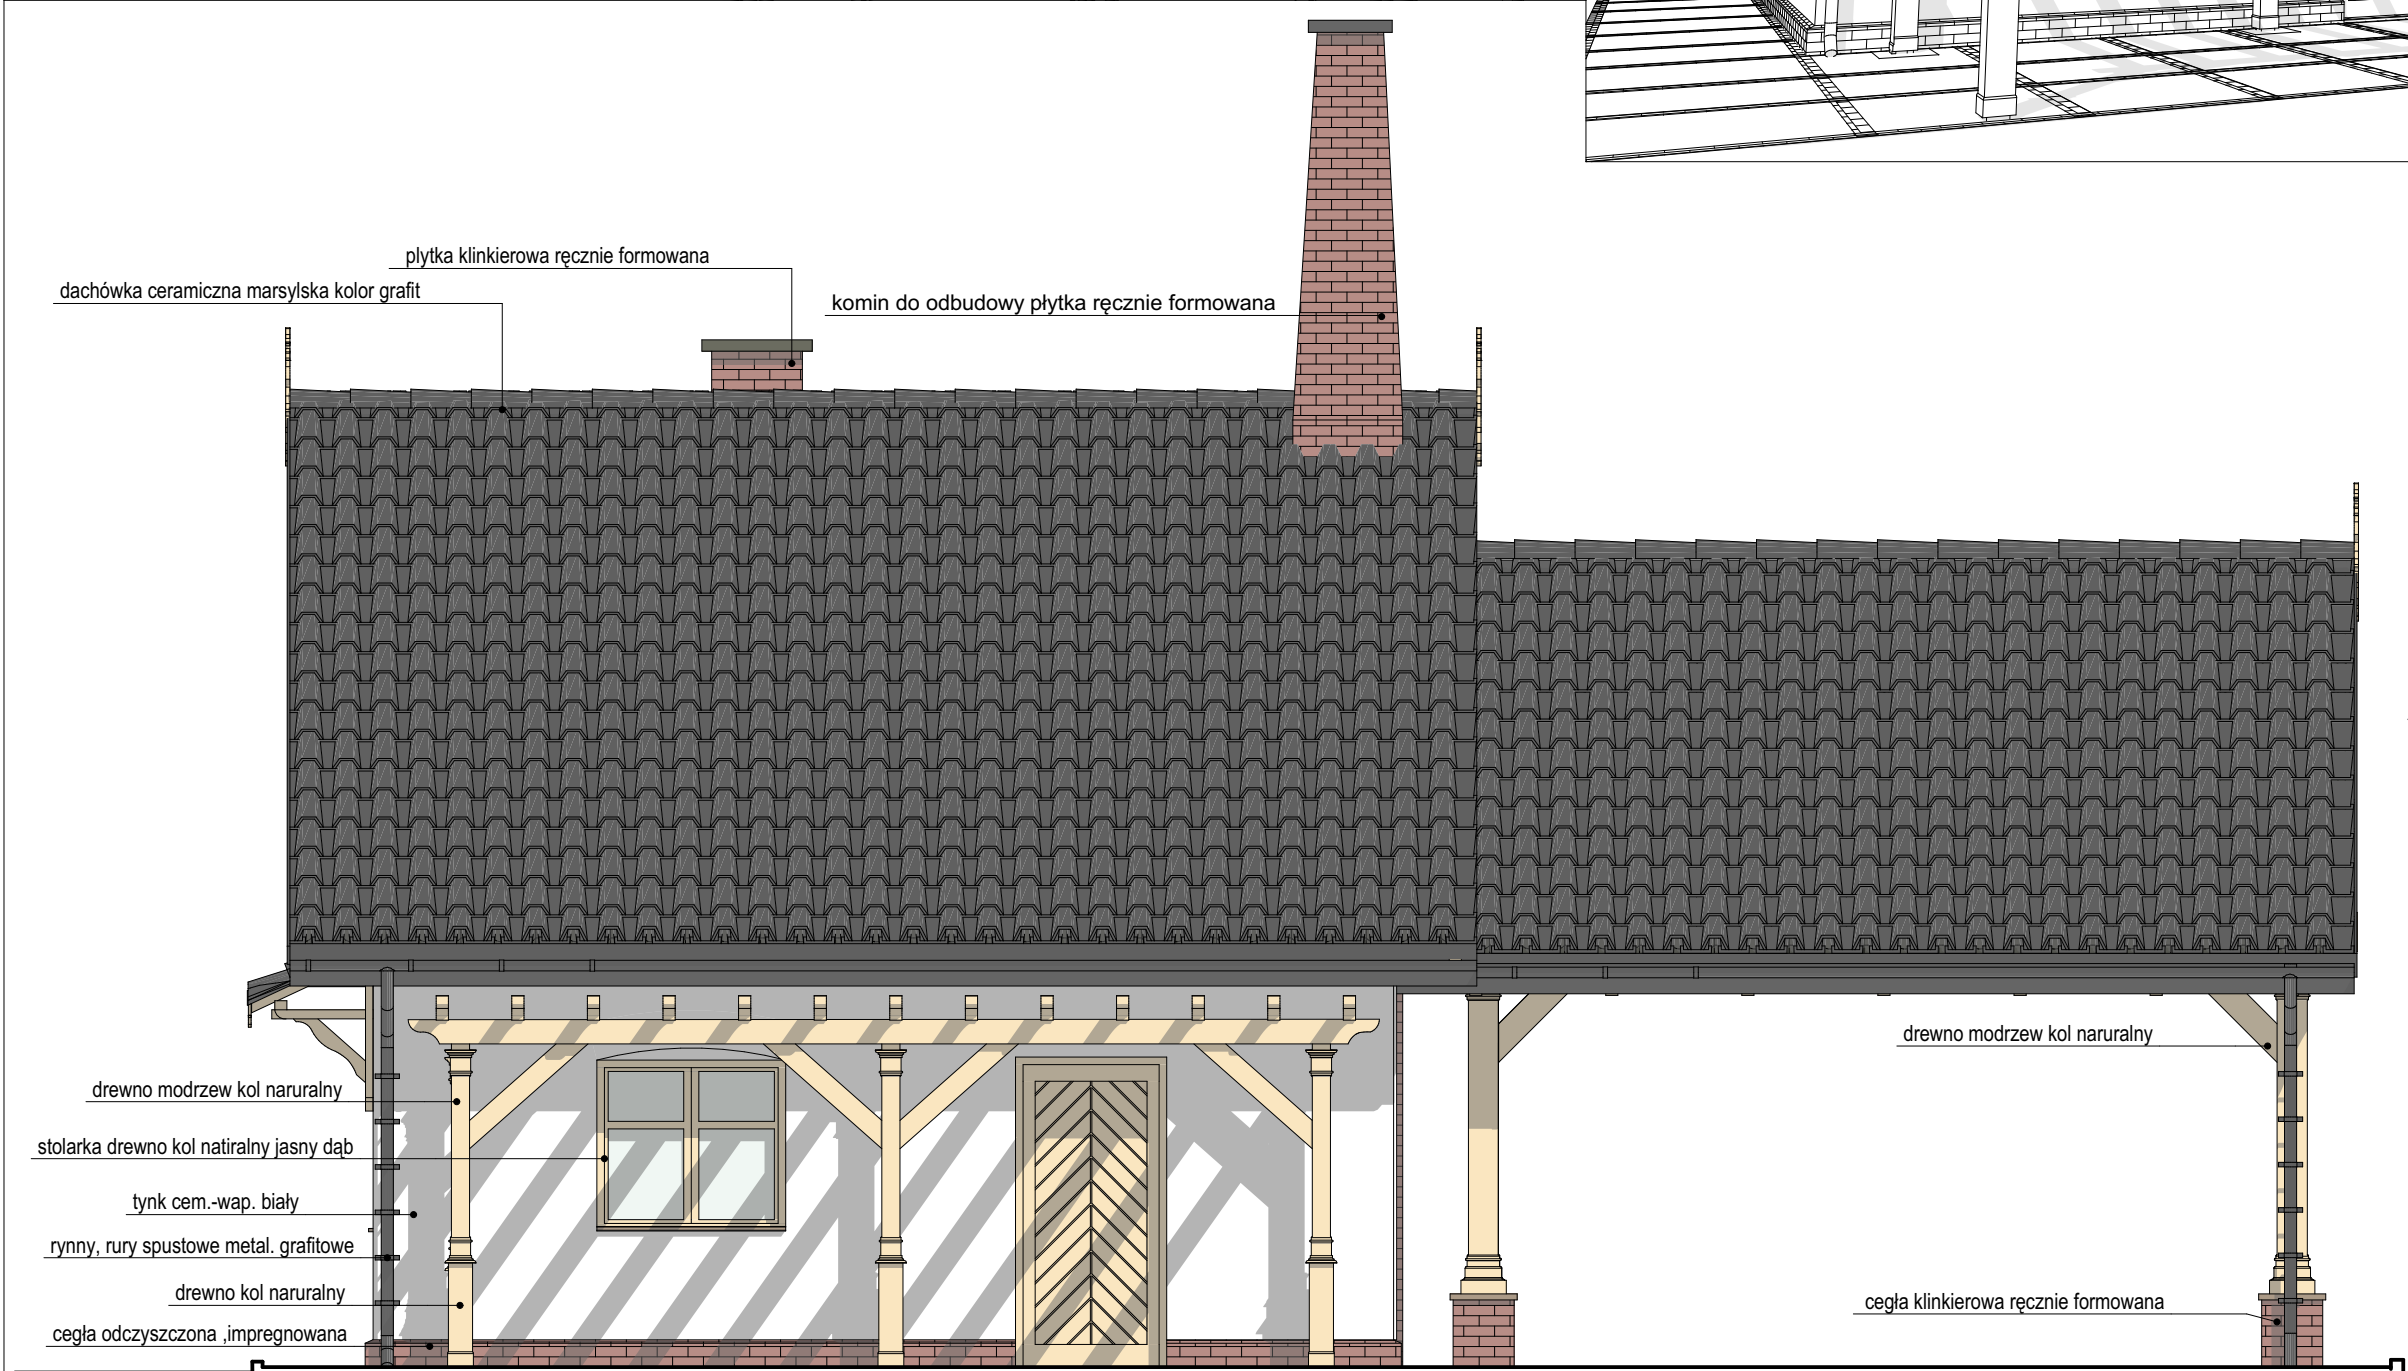 plytka klinkierowa ręcznie formowana
dachówka ceramiczna marsylska kolor grafit
komin do odbudowy płytka ręcznie formowana
drewno modrzew kol naruralny
drewno modrzew kol naruralny
stolarka drewno kol natiralny jasny dąb
tynk cem.-wap. biały
rynny, rury spustowe metal. grafitowe
drewno kol naruralny
cegła klinkierowa ręcznie formowana
cegła odczyszczona ,impregnowana